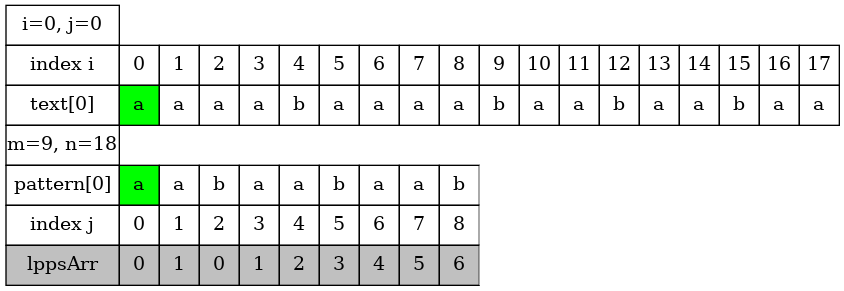 i=0, j=0
index i 0 1 2 3 4 5 6 7 8 9 10 11 12 13 14 15 16 17
text[0] a a a a b a a a a b a a b a a b a a
m=9, n=18
pattern[0] a a b a a b a a b
index j 0 1 2 3 4 5 6 7 8
lppsArr 0 1 0 1 2 3 4 5 6